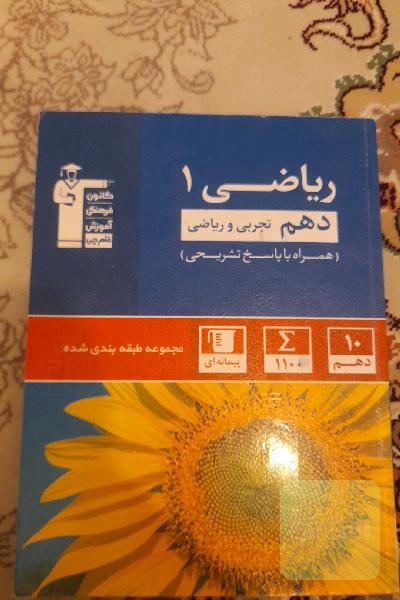 ریاضی ۱
دهم تجربی و ریاضی
(همراه با پاسخ تشریحی)
کانون
فرهنگی
آموزش
قلم‌چی
۱۰
دهم
Σ
۱۱۰۰
پیمانه‌ای
مجموعه طبقه بندی شده